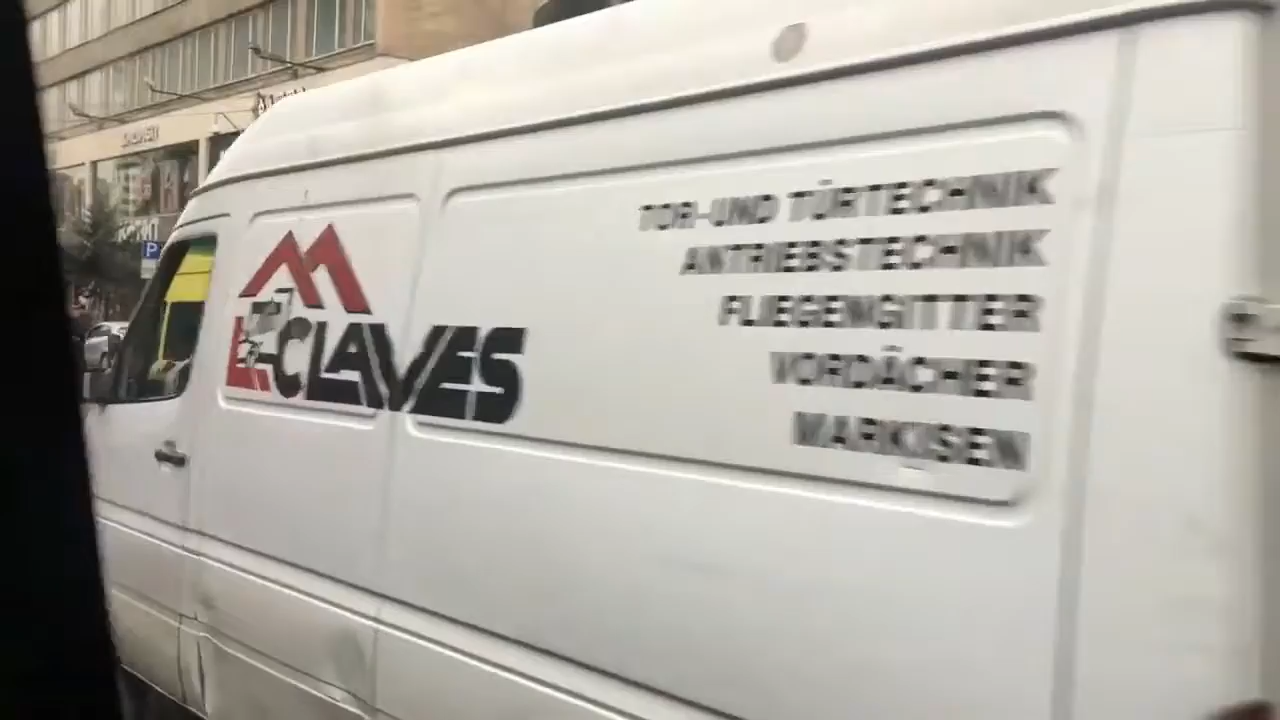 CLAVES
TOR-UND TÜRTECHNIK
ANTRIEBSTECHNIK
FLIEGENGITTER
VORDÄCHER
MARKISEN
P